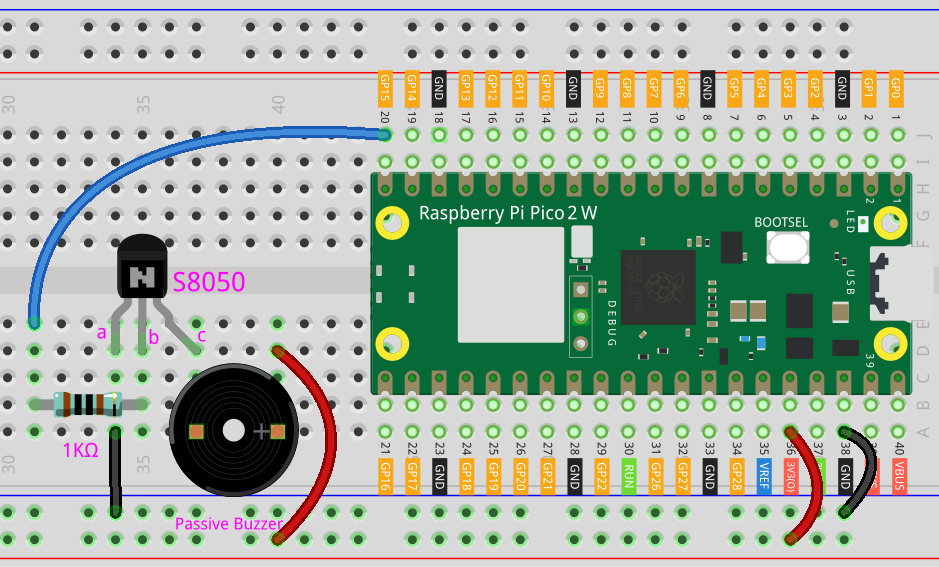 GP15 GP14 GND GP13 GP12 GP11 GP10 GND GP9 GP8 GP7 GP6 GND GP5 GP4 GP3 GP2 GND GP1 GP0
30 35 40
20 19 18 17 16 15 14 13 12 11 10 9 8 7 6 5 4 3 2 1
J
I
H
2 1
G
Raspberry Pi Pico 2 W
BOOTSEL
LED
F
N
S8050
USB
DEBUG
E
a b c
D
39
C
B
A
1KΩ
30 35
21 22 23 24 25 26 27 28 29 30 31 32 33 34 35 36 37 38 40
GP16 GP17 GND GP18 GP19 GP20 GP21 GND GP22 RUN GP26 GP27 GND GP28 VREF 3V3(O) GND VBUS
Passive Buzzer